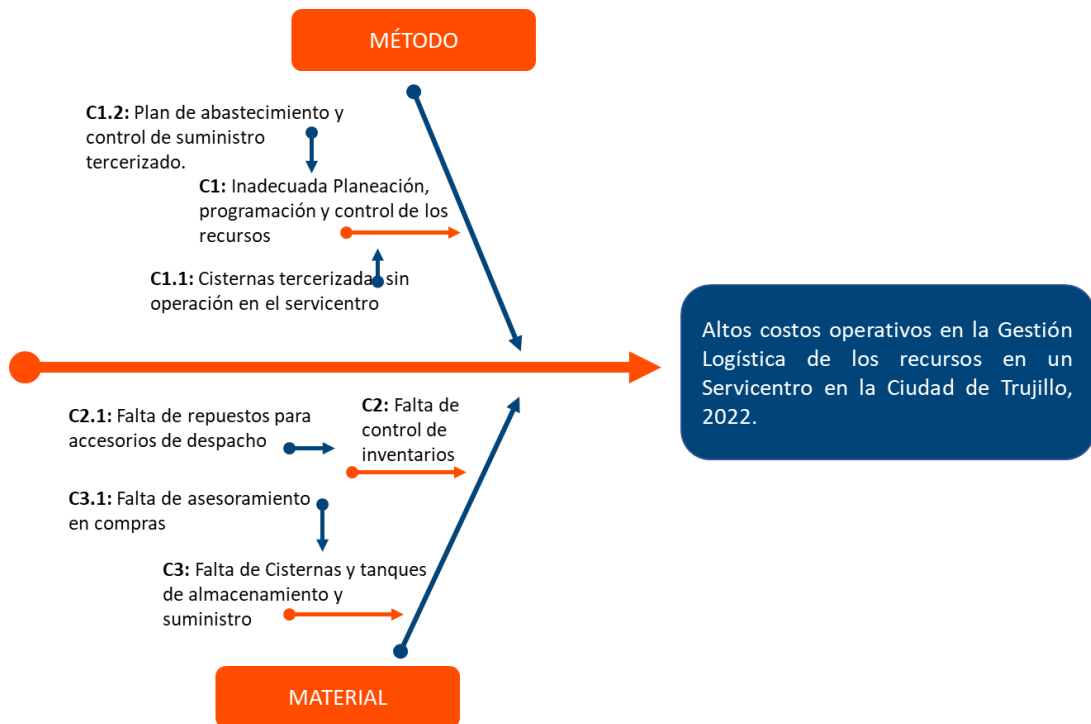 MÉTODO
C1.2: Plan de abastecimiento y
control de suministro
tercerizado.
C1: Inadecuada Planeación,
programación y control de los
recursos
C1.1: Cisternas tercerizada sin
operación en el servicentro
Altos costos operativos en la Gestión
Logística de los recursos en un
Servicentro en la Ciudad de Trujillo,
2022.
C2.1: Falta de repuestos para
accesorios de despacho
C2: Falta de
control de
inventarios
C3.1: Falta de asesoramiento
en compras
C3: Falta de Cisternas y tanques
de almacenamiento y
suministro
MATERIAL